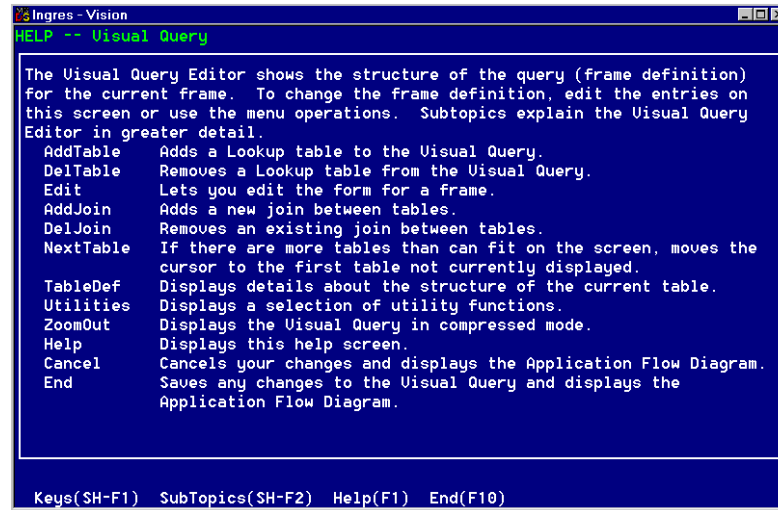 Ingres - Vision
HELP -- Visual Query
The Visual Query Editor shows the structure of the query (frame definition)
for the current frame. To change the frame definition, edit the entries on
this screen or use the menu operations. Subtopics explain the Visual Query
Editor in greater detail.
AddTable Adds a Lookup table to the Visual Query.
DelTable Removes a Lookup table from the Visual Query.
Edit Lets you edit the form for a frame.
AddJoin Adds a new join between tables.
DelJoin Removes an existing join between tables.
NextTable If there are more tables than can fit on the screen, moves the
cursor to the first table not currently displayed.
TableDef Displays details about the structure of the current table.
Utilities Displays a selection of utility functions.
ZoomOut Displays the Visual Query in compressed mode.
Help Displays this help screen.
Cancel Cancels your changes and displays the Application Flow Diagram.
End Saves any changes to the Visual Query and displays the
Application Flow Diagram.
Keys(SH-F1) SubTopics(SH-F2) Help(F1) End(F10)